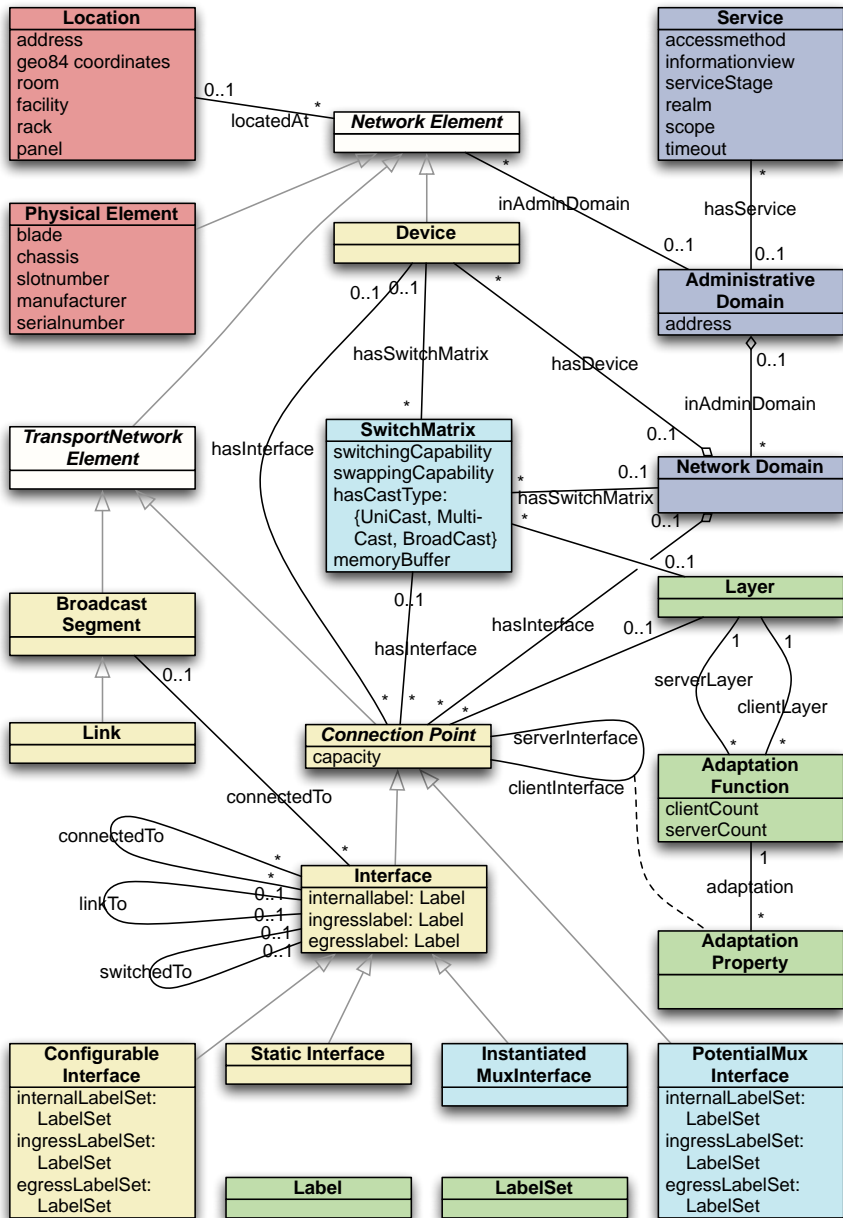 Location
address
geo84 coordinates
room
facility
rack
panel
Service
accessmethod
informationview
serviceStage
realm
scope
timeout
0..1
*
locatedAt
Network Element
*
*
inAdminDomain
hasService
0..1
0..1
Physical Element
blade
chassis
slotnumber
manufacturer
serialnumber
Device
0..1
0..1
*
Administrative
Domain
address
0..1
hasSwitchMatrix
hasDevice
inAdminDomain
*
0..1
*
TransportNetwork
Element
hasInterface
SwitchMatrix
switchingCapability
swappingCapability
hasCastType:
{UniCast, Multi-
Cast, BroadCast}
memoryBuffer
*
0..1
hasSwitchMatrix
*
Network Domain
0..1
0..1
Layer
Broadcast
Segment
0..1
0..1
hasInterface
hasInterface
0..1
1
1
serverLayer
clientLayer
*
*
*
*
*
*
Link
Connection Point
capacity
serverInterface
clientInterface
Adaptation
Function
clientCount
serverCount
connectedTo
connectedTo
*
*
*
1
adaptation
*
linkTo
0..1
0..1
0..1
0..1
switchedTo
Interface
internallabel: Label
ingresslabel: Label
egresslabel: Label
Adaptation
Property
Configurable
Interface
internalLabelSet:
LabelSet
ingressLabelSet:
LabelSet
egressLabelSet:
LabelSet
Static Interface
Instantiated
MuxInterface
PotentialMux
Interface
internalLabelSet:
LabelSet
ingressLabelSet:
LabelSet
egressLabelSet:
LabelSet
Label
LabelSet